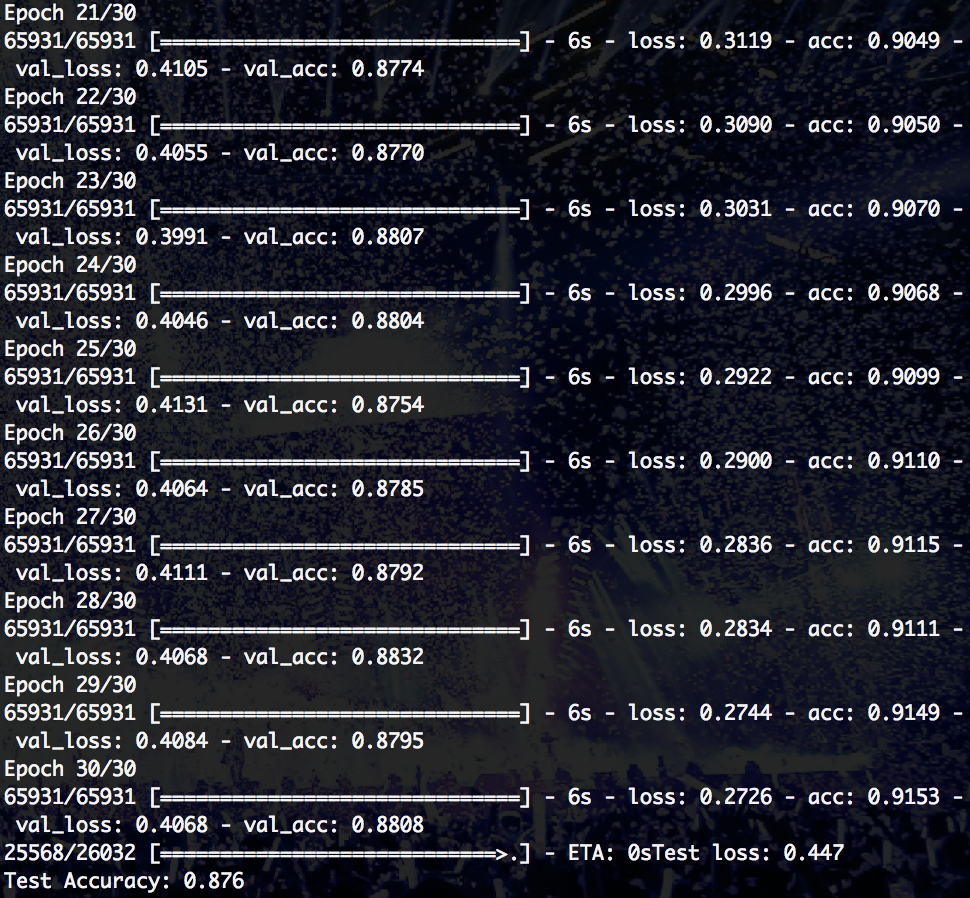 Epoch 21/30
65931/65931 [==============================] - 6s - loss: 0.3119 - acc: 0.9049 -
 val_loss: 0.4105 - val_acc: 0.8774
Epoch 22/30
65931/65931 [==============================] - 6s - loss: 0.3090 - acc: 0.9050 -
 val_loss: 0.4055 - val_acc: 0.8770
Epoch 23/30
65931/65931 [==============================] - 6s - loss: 0.3031 - acc: 0.9070 -
 val_loss: 0.3991 - val_acc: 0.8807
Epoch 24/30
65931/65931 [==============================] - 6s - loss: 0.2996 - acc: 0.9068 -
 val_loss: 0.4046 - val_acc: 0.8804
Epoch 25/30
65931/65931 [==============================] - 6s - loss: 0.2922 - acc: 0.9099 -
 val_loss: 0.4131 - val_acc: 0.8754
Epoch 26/30
65931/65931 [==============================] - 6s - loss: 0.2900 - acc: 0.9110 -
 val_loss: 0.4064 - val_acc: 0.8785
Epoch 27/30
65931/65931 [==============================] - 6s - loss: 0.2836 - acc: 0.9115 -
 val_loss: 0.4111 - val_acc: 0.8792
Epoch 28/30
65931/65931 [==============================] - 6s - loss: 0.2834 - acc: 0.9111 -
 val_loss: 0.4068 - val_acc: 0.8832
Epoch 29/30
65931/65931 [==============================] - 6s - loss: 0.2744 - acc: 0.9149 -
 val_loss: 0.4084 - val_acc: 0.8795
Epoch 30/30
65931/65931 [==============================] - 6s - loss: 0.2726 - acc: 0.9153 -
 val_loss: 0.4068 - val_acc: 0.8808
25568/26032 [============================>.] - ETA: 0sTest loss: 0.447
Test Accuracy: 0.876